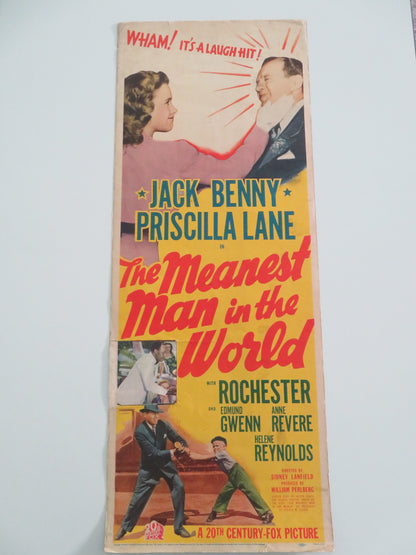 WHAM! IT'S A LAUGH HIT!
JACK BENNY
PRISCILLA LANE
IN
The Meanest
Man in the
World
WITH ROCHESTER
AND EDMUND GWENN ANNE REVERE
HELENE REYNOLDS
DIRECTED BY
SIDNEY LANFIELD
PRODUCED BY
WILLIAM PERLBERG
A 20TH CENTURY-FOX PICTURE